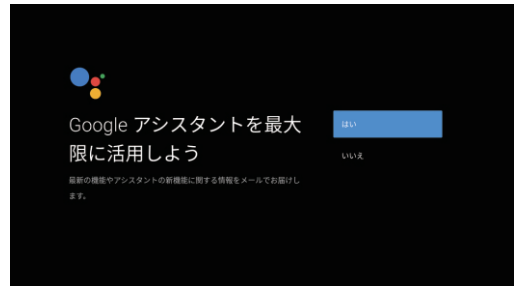 Google アシスタントを最大
限に活用しよう
最新の機能やアシスタントの新機能に関する情報をメールでお届けし
ます。
はい
いいえ